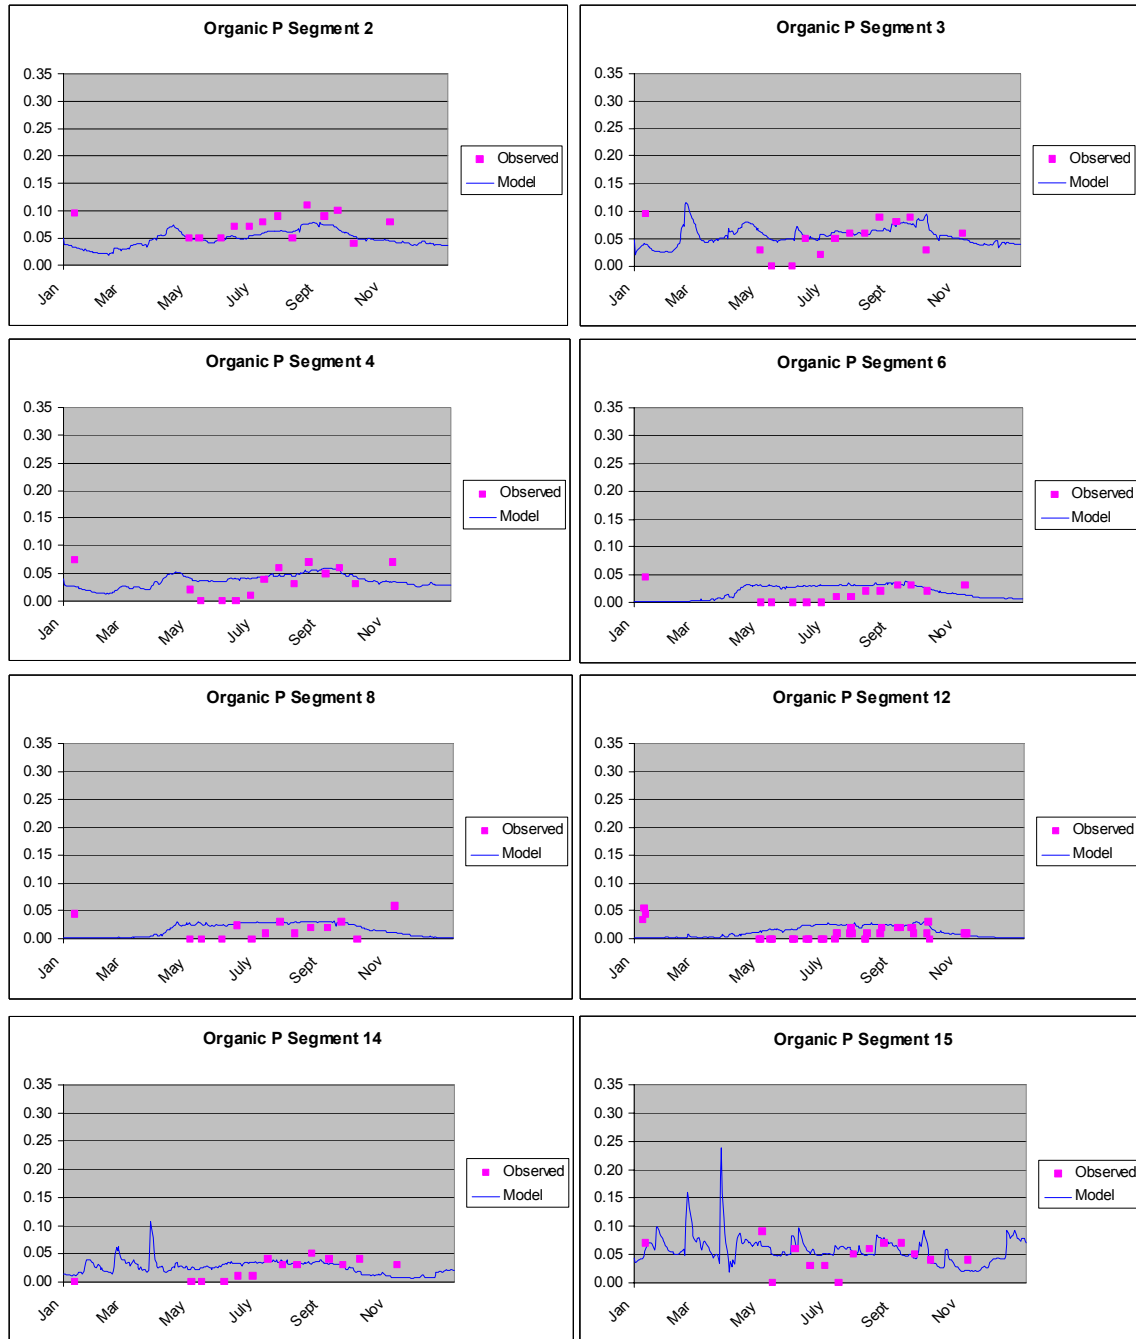 Organic P Segment 2
0.35
0.30
0.25
0.20
0.15
0.10
0.05
0.00
Jan
Mar
May
July
Sept
Nov
Observed
Model
Organic P Segment 3
0.35
0.30
0.25
0.20
0.15
0.10
0.05
0.00
Jan
Mar
May
July
Sept
Nov
Observed
Model
Organic P Segment 4
0.35
0.30
0.25
0.20
0.15
0.10
0.05
0.00
Jan
Mar
May
July
Sept
Nov
Observed
Model
Organic P Segment 6
0.35
0.30
0.25
0.20
0.15
0.10
0.05
0.00
Jan
Mar
May
July
Sept
Nov
Observed
Model
Organic P Segment 8
0.35
0.30
0.25
0.20
0.15
0.10
0.05
0.00
Jan
Mar
May
July
Sept
Nov
Observed
Model
Organic P Segment 12
0.35
0.30
0.25
0.20
0.15
0.10
0.05
0.00
Jan
Mar
May
July
Sept
Nov
Observed
Model
Organic P Segment 14
0.35
0.30
0.25
0.20
0.15
0.10
0.05
0.00
Jan
Mar
May
July
Sept
Nov
Observed
Model
Organic P Segment 15
0.35
0.30
0.25
0.20
0.15
0.10
0.05
0.00
Jan
Mar
May
July
Sept
Nov
Observed
Model